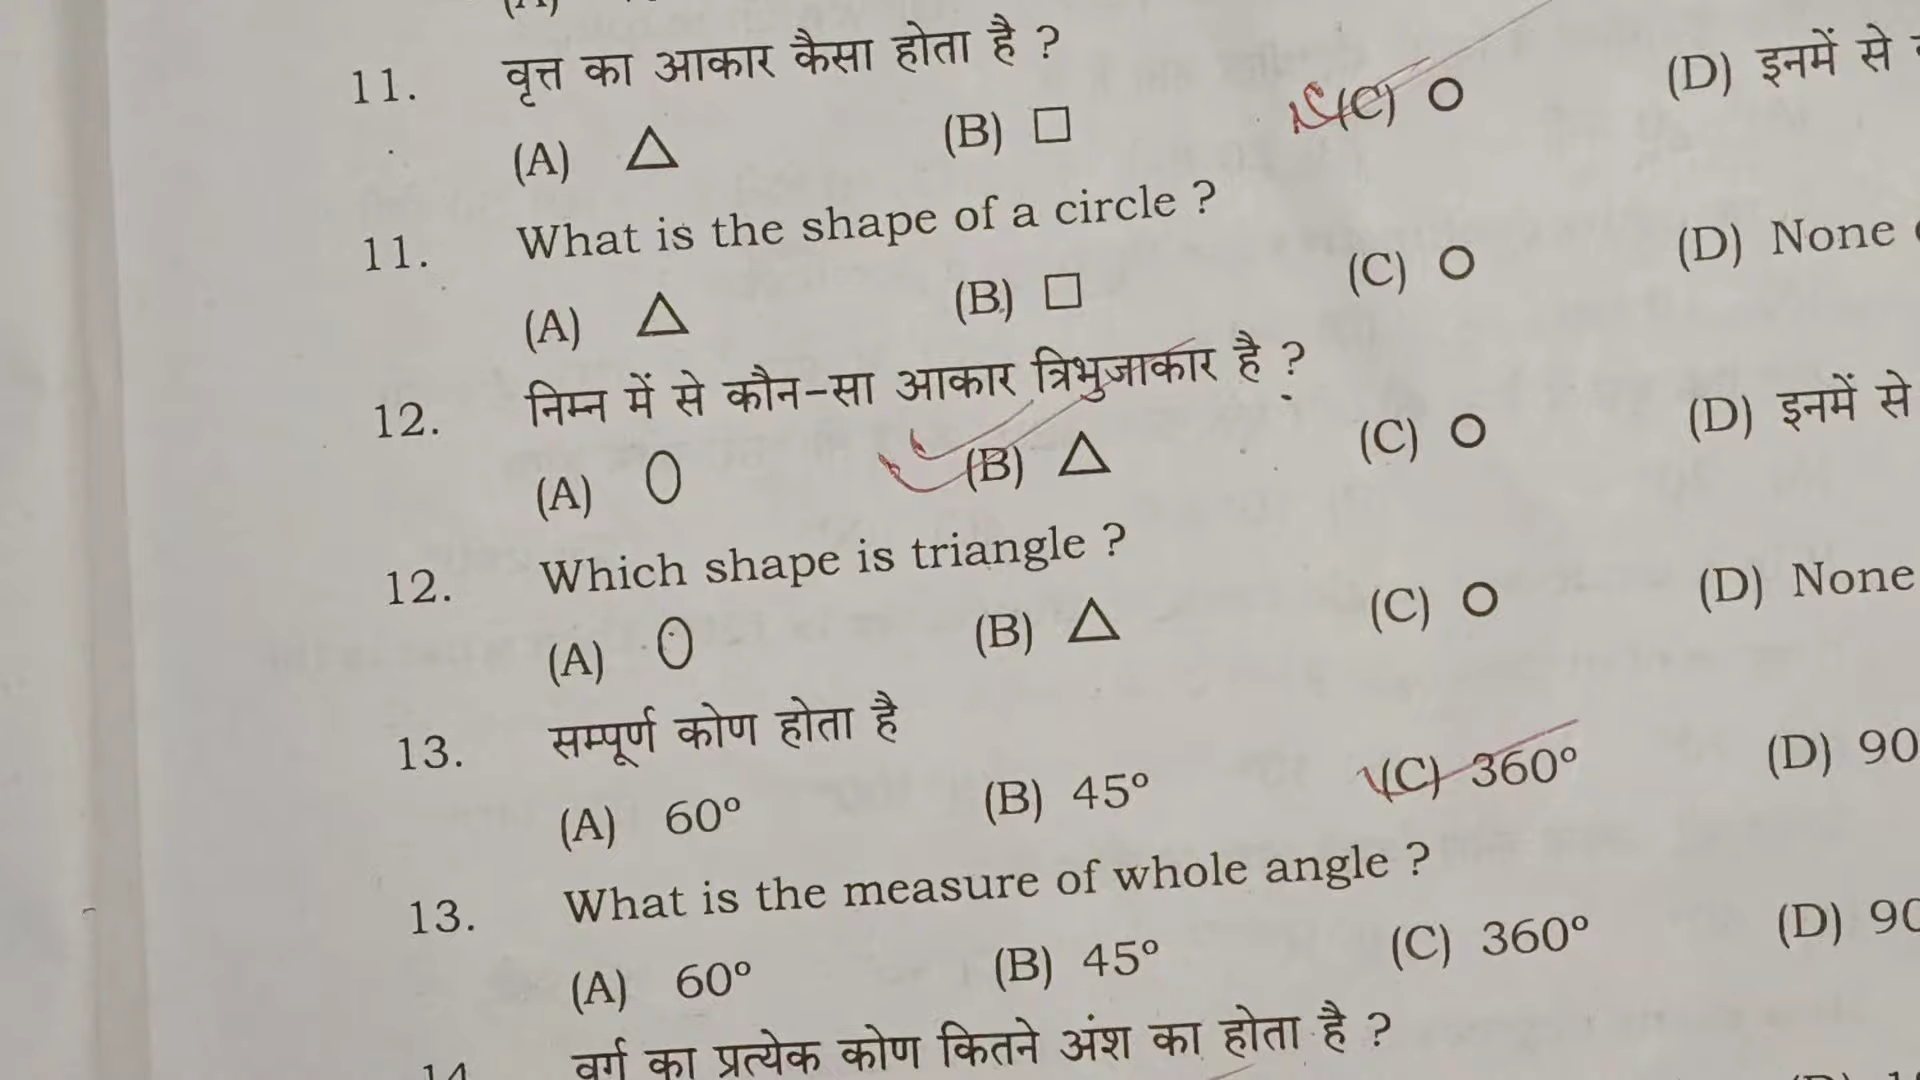 (A)
11. वृत्त का आकार कैसा होता है ?
(A) △ (B) □ (C) ○ (D) इनमें से
11. What is the shape of a circle ?
(A) △ (B) □ (C) ○ (D) None
12. निम्न में से कौन-सा आकार त्रिभुजाकार है ?
(A) 0 (B) △ (C) ○ (D) इनमें से
12. Which shape is triangle ?
(A) 0 (B) △ (C) ○ (D) None
13. सम्पूर्ण कोण होता है
(A) 60° (B) 45° (C) 360° (D) 90
13. What is the measure of whole angle ?
(A) 60° (B) 45° (C) 360° (D) 90
14. वर्ग का प्रत्येक कोण कितने अंश का होता है ?